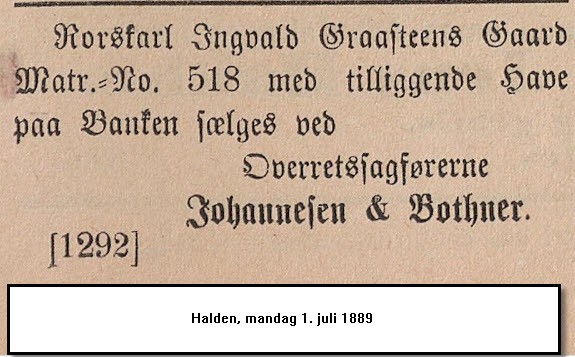 Norskarl Ingvald Graasteens Gaard
Matr.-No. 518 med tilliggende Have
paa Banken sælges ved
Overretssagførerne
Johannesen & Bothner.
[1292]
Halden, mandag 1. juli 1889